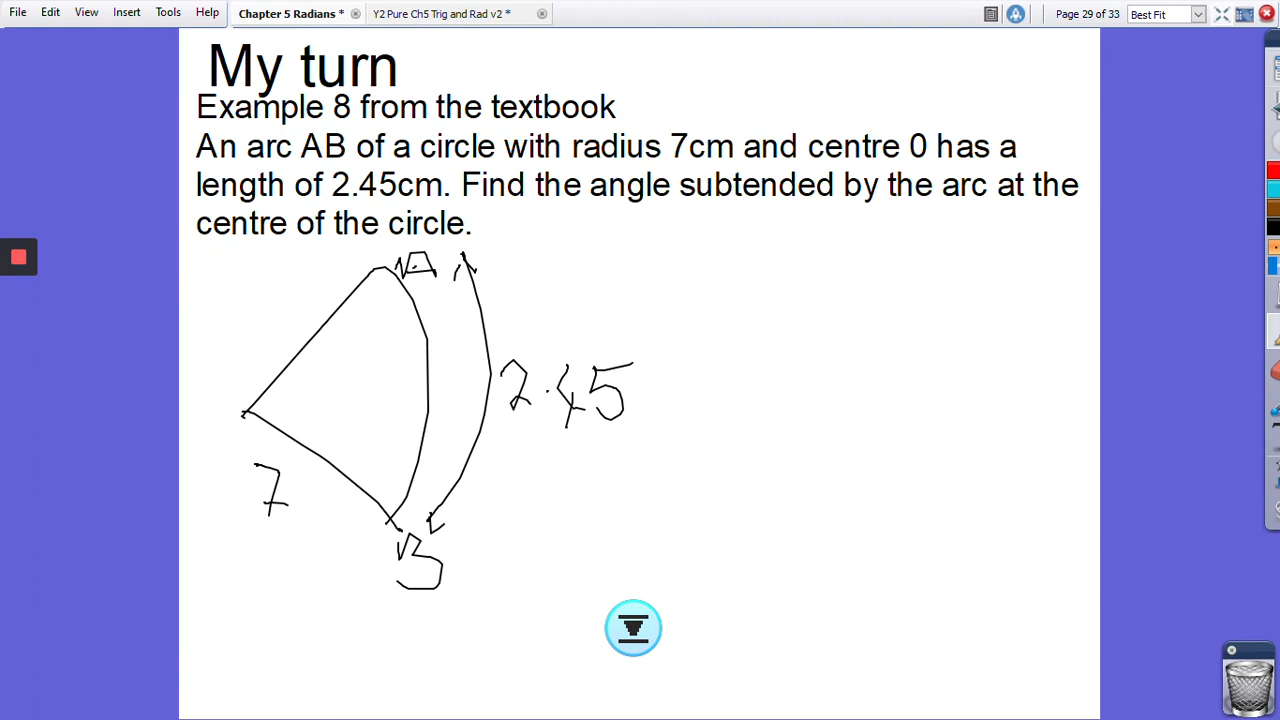 File Edit View Insert Tools Help Chapter 5 Radians * Y2 Pure Ch5 Trig and Rad v2 * Page 29 of 33 Best Fit
My turn
Example 8 from the textbook
An arc AB of a circle with radius 7cm and centre 0 has a
length of 2.45cm. Find the angle subtended by the arc at the
centre of the circle.
A
2.45
7
B